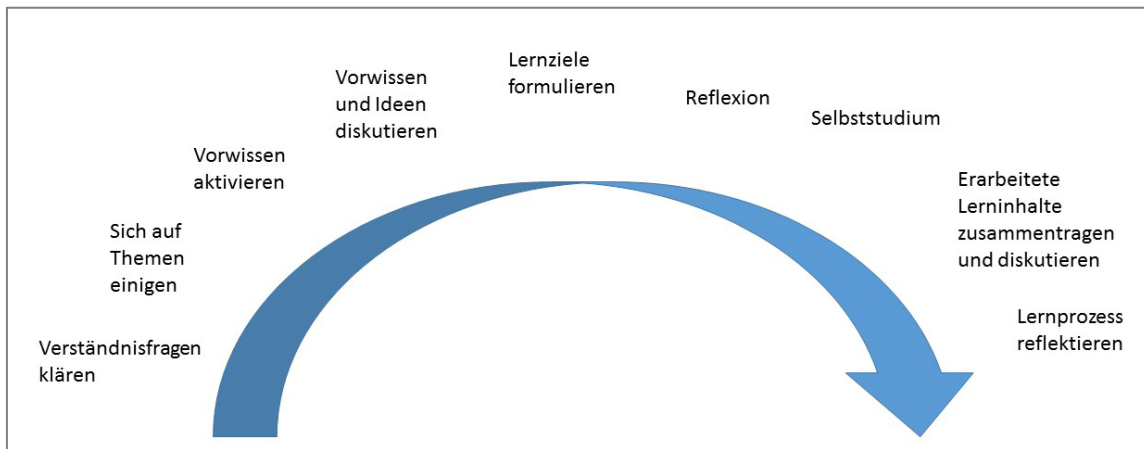 Verständnisfragen
klären
Sich auf
Themen
einigen
Vorwissen
aktivieren
Vorwissen
und Ideen
diskutieren
Lernziele
formulieren
Reflexion
Selbststudium
Erarbeitete
Lerninhalte
zusammentragen
und diskutieren
Lernprozess
reflektieren